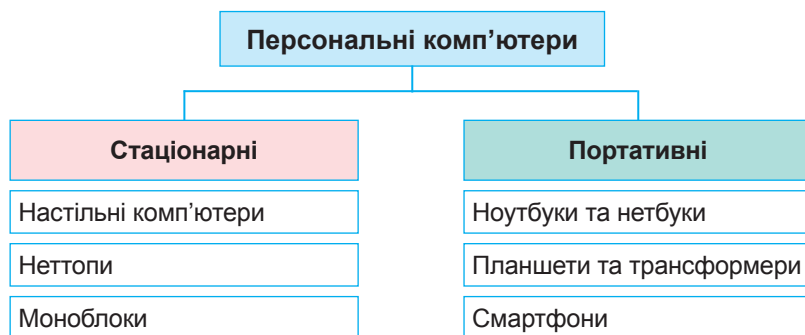 Персональні комп’ютери
Стаціонарні
Настільні комп’ютери
Неттопи
Моноблоки
Портативні
Ноутбуки та нетбуки
Планшети та трансформери
Смартфони